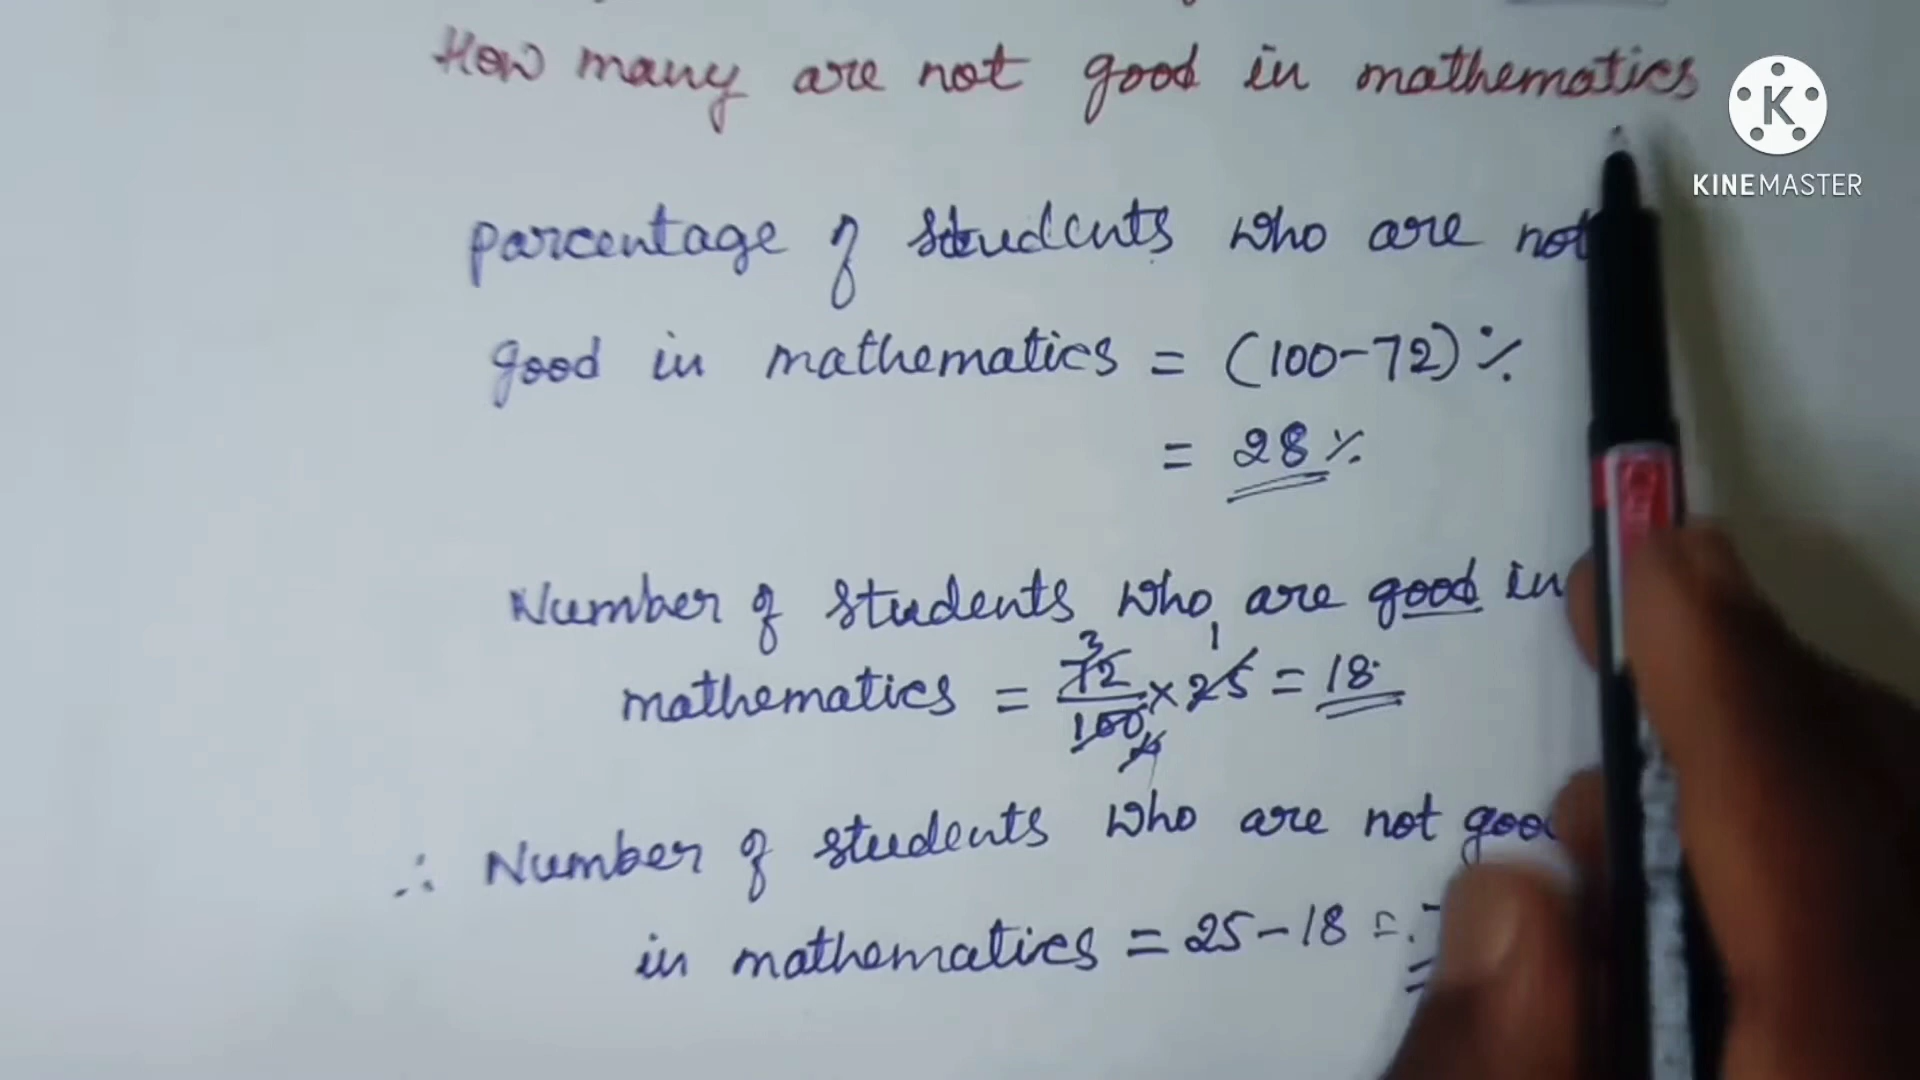 How many are not good in mathematics
K
KINEMASTER
parcentage of students who are not
good in mathematics = (100-72) %
= 28 %
Number of students who are good in
mathematics = 72/100 × 25 = 18
∴ Number of students who are not good
in mathematics = 25 - 18 =